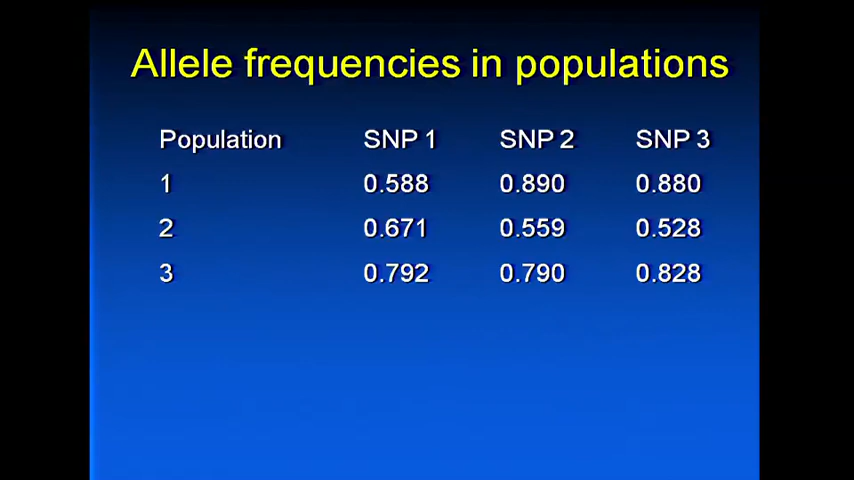 Allele frequencies in populations
Population SNP 1 SNP 2 SNP 3
1 0.588 0.890 0.880
2 0.671 0.559 0.528
3 0.792 0.790 0.828